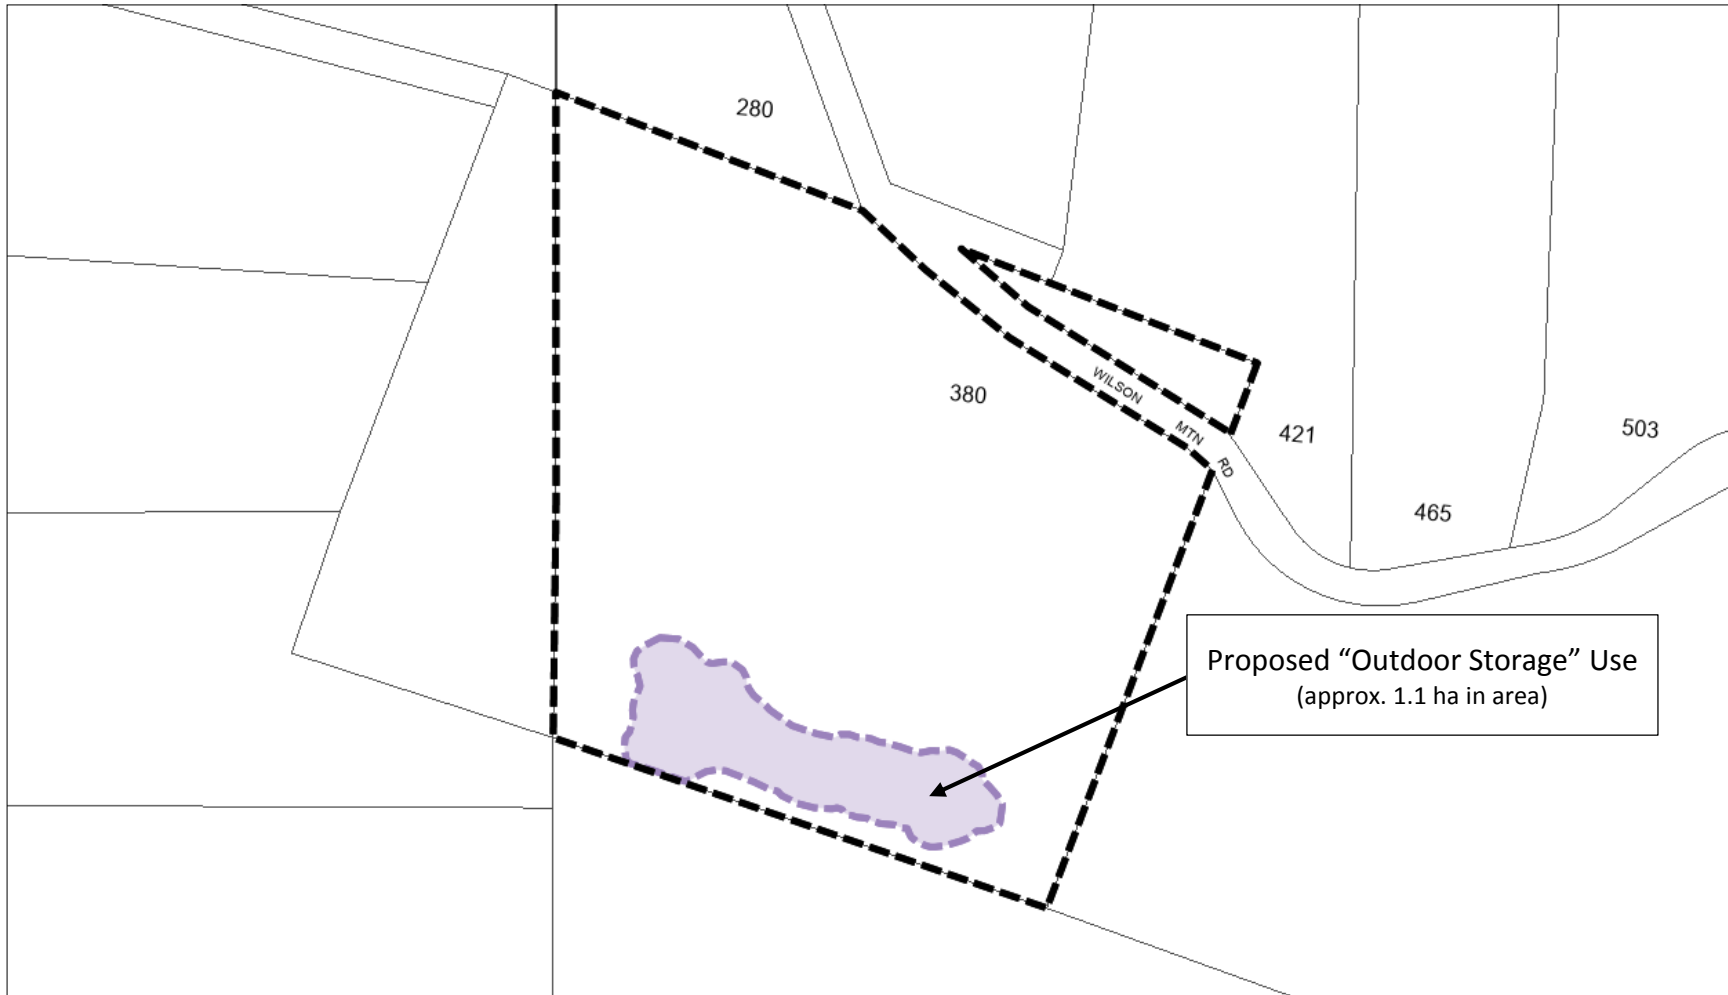 280
380
WILSON
MTN
RD
421
503
465
Proposed “Outdoor Storage” Use
(approx. 1.1 ha in area)